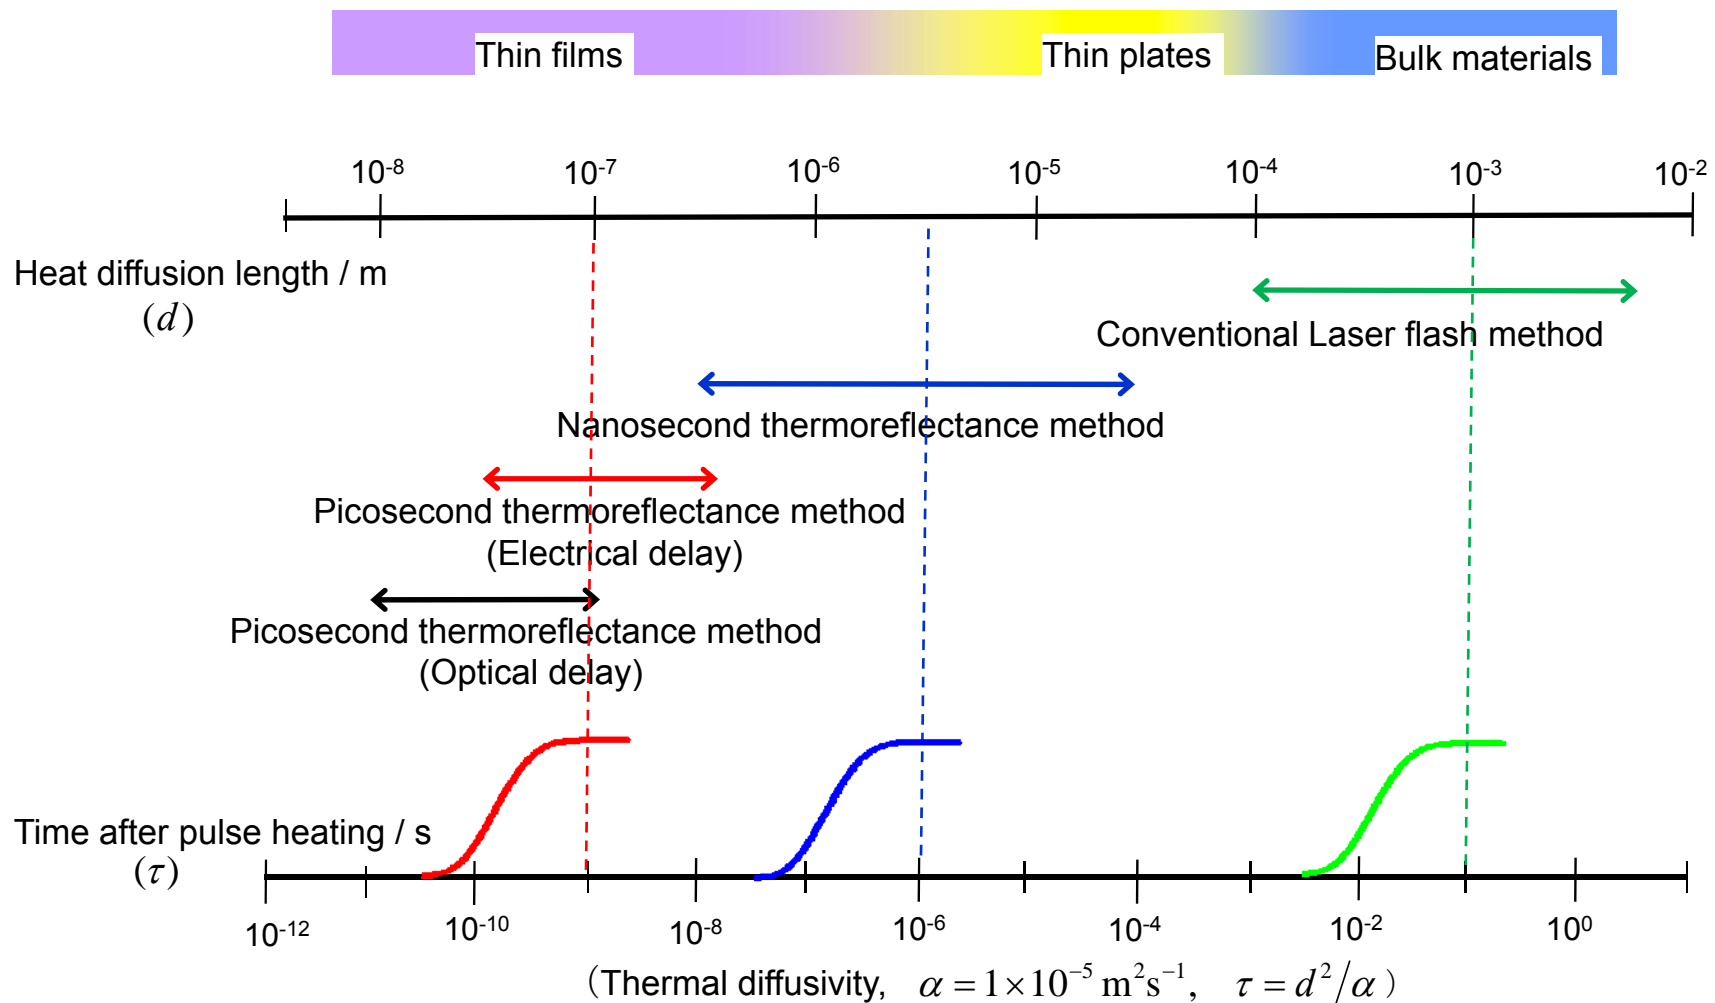 Thin films Thin plates Bulk materials
10⁻⁸ 10⁻⁷ 10⁻⁶ 10⁻⁵ 10⁻⁴ 10⁻³ 10⁻²
Heat diffusion length / m
(d)
Conventional Laser flash method
Nanosecond thermoreflectance method
Picosecond thermoreflectance method
(Electrical delay)
Picosecond thermoreflectance method
(Optical delay)
Time after pulse heating / s
(τ)
10⁻¹² 10⁻¹⁰ 10⁻⁸ 10⁻⁶ 10⁻⁴ 10⁻² 10⁰
(Thermal diffusivity, α = 1×10⁻⁵ m²s⁻¹, τ = d²/α)